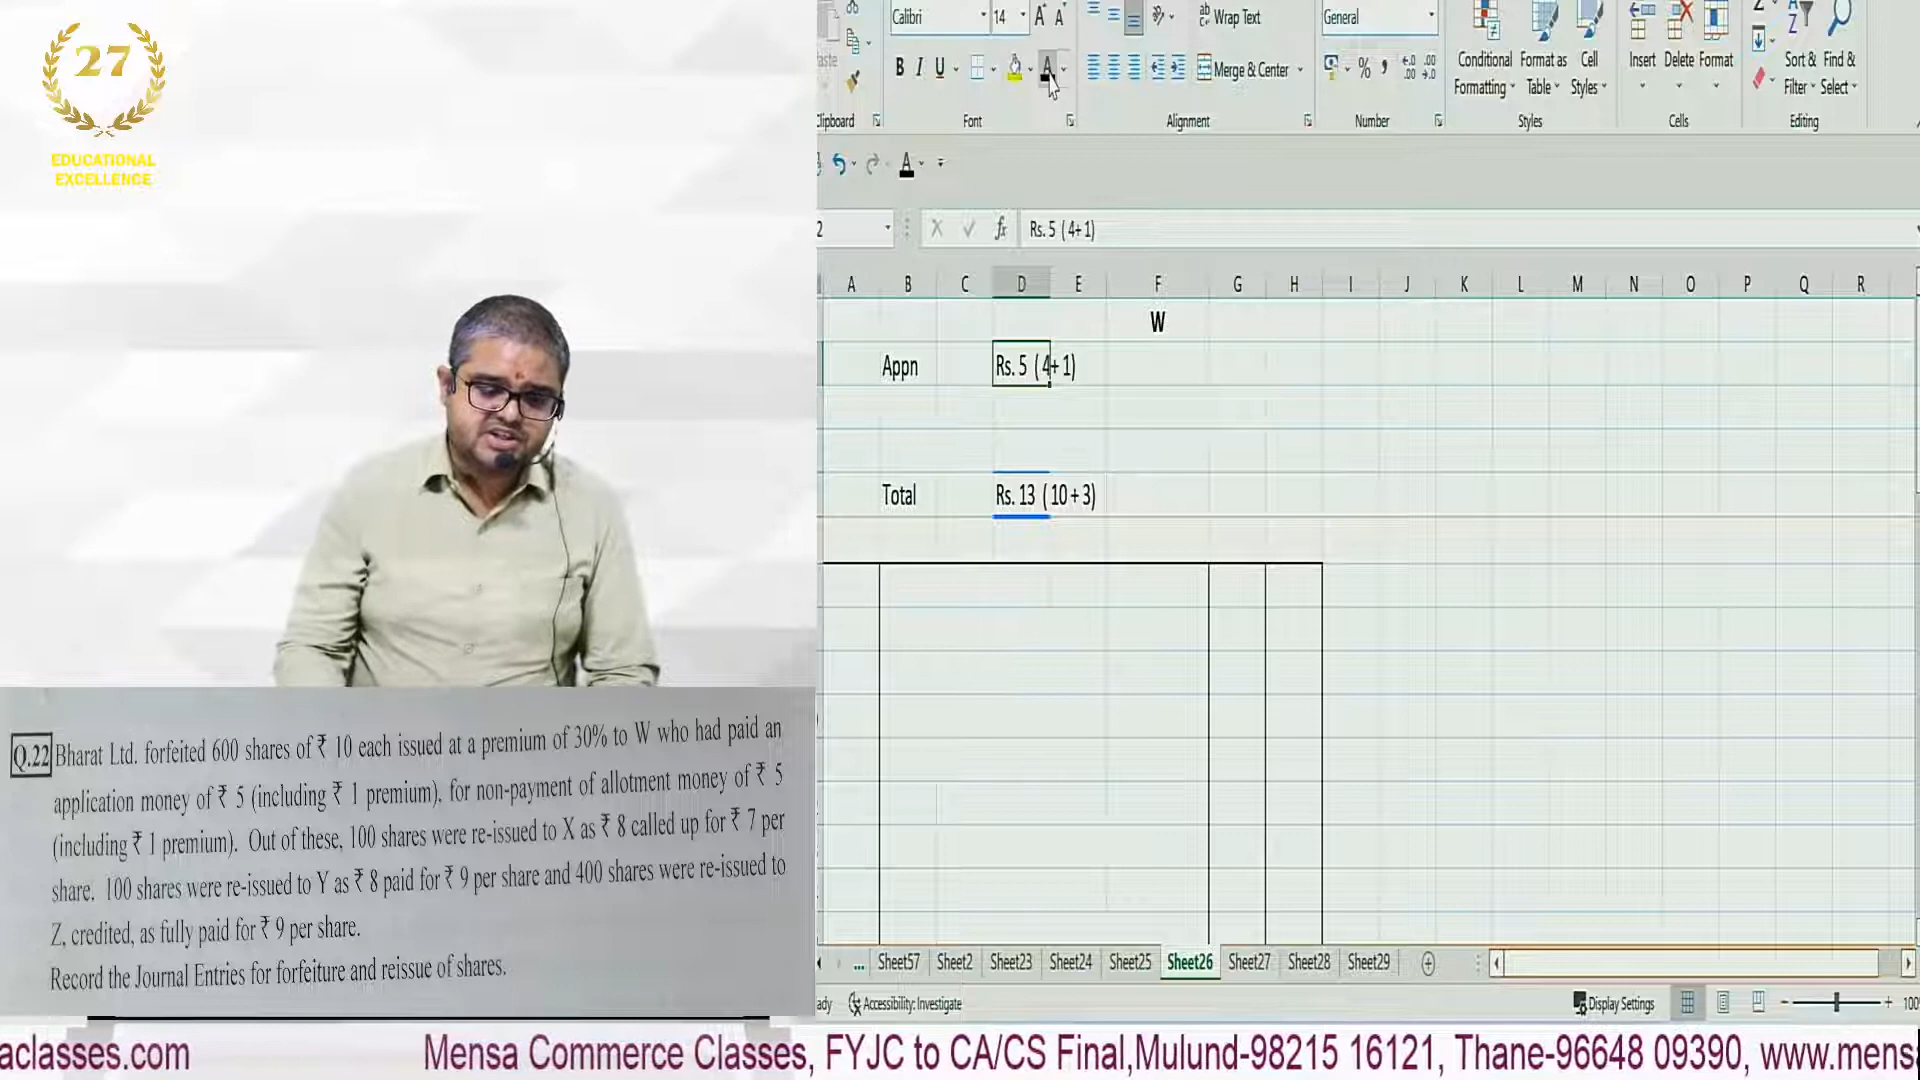 27
EDUCATIONAL
EXCELLENCE
Calibri 14 A A Wrap Text General
B I U Merge & Center % Conditional Formatting Format as Table Cell Styles Insert Delete Format Sort & Filter Find & Select
Clipboard Font Alignment Number Styles Cells Editing
Rs. 5 ( 4+ 1)
A B C D E F G H I J K L M N O P Q R
W
Appn Rs. 5 ( 4+ 1)
Total Rs. 13 ( 10 + 3)
Q.22 Bharat Ltd. forfeited 600 shares of ₹ 10 each issued at a premium of 30% to W who had paid an
application money of ₹ 5 (including ₹ 1 premium), for non-payment of allotment money of ₹ 5
(including ₹ 1 premium). Out of these, 100 shares were re-issued to X as ₹ 8 called up for ₹ 7 per
share. 100 shares were re-issued to Y as ₹ 8 paid for ₹ 9 per share and 400 shares were re-issued to
Z, credited, as fully paid for ₹ 9 per share.
Record the Journal Entries for forfeiture and reissue of shares.
... Sheet57 Sheet2 Sheet23 Sheet24 Sheet25 Sheet26 Sheet27 Sheet28 Sheet29
Accessibility: Investigate Display Settings 100
aclasses.com Mensa Commerce Classes, FYJC to CA/CS Final,Mulund-98215 16121, Thane-96648 09390, www.mensa